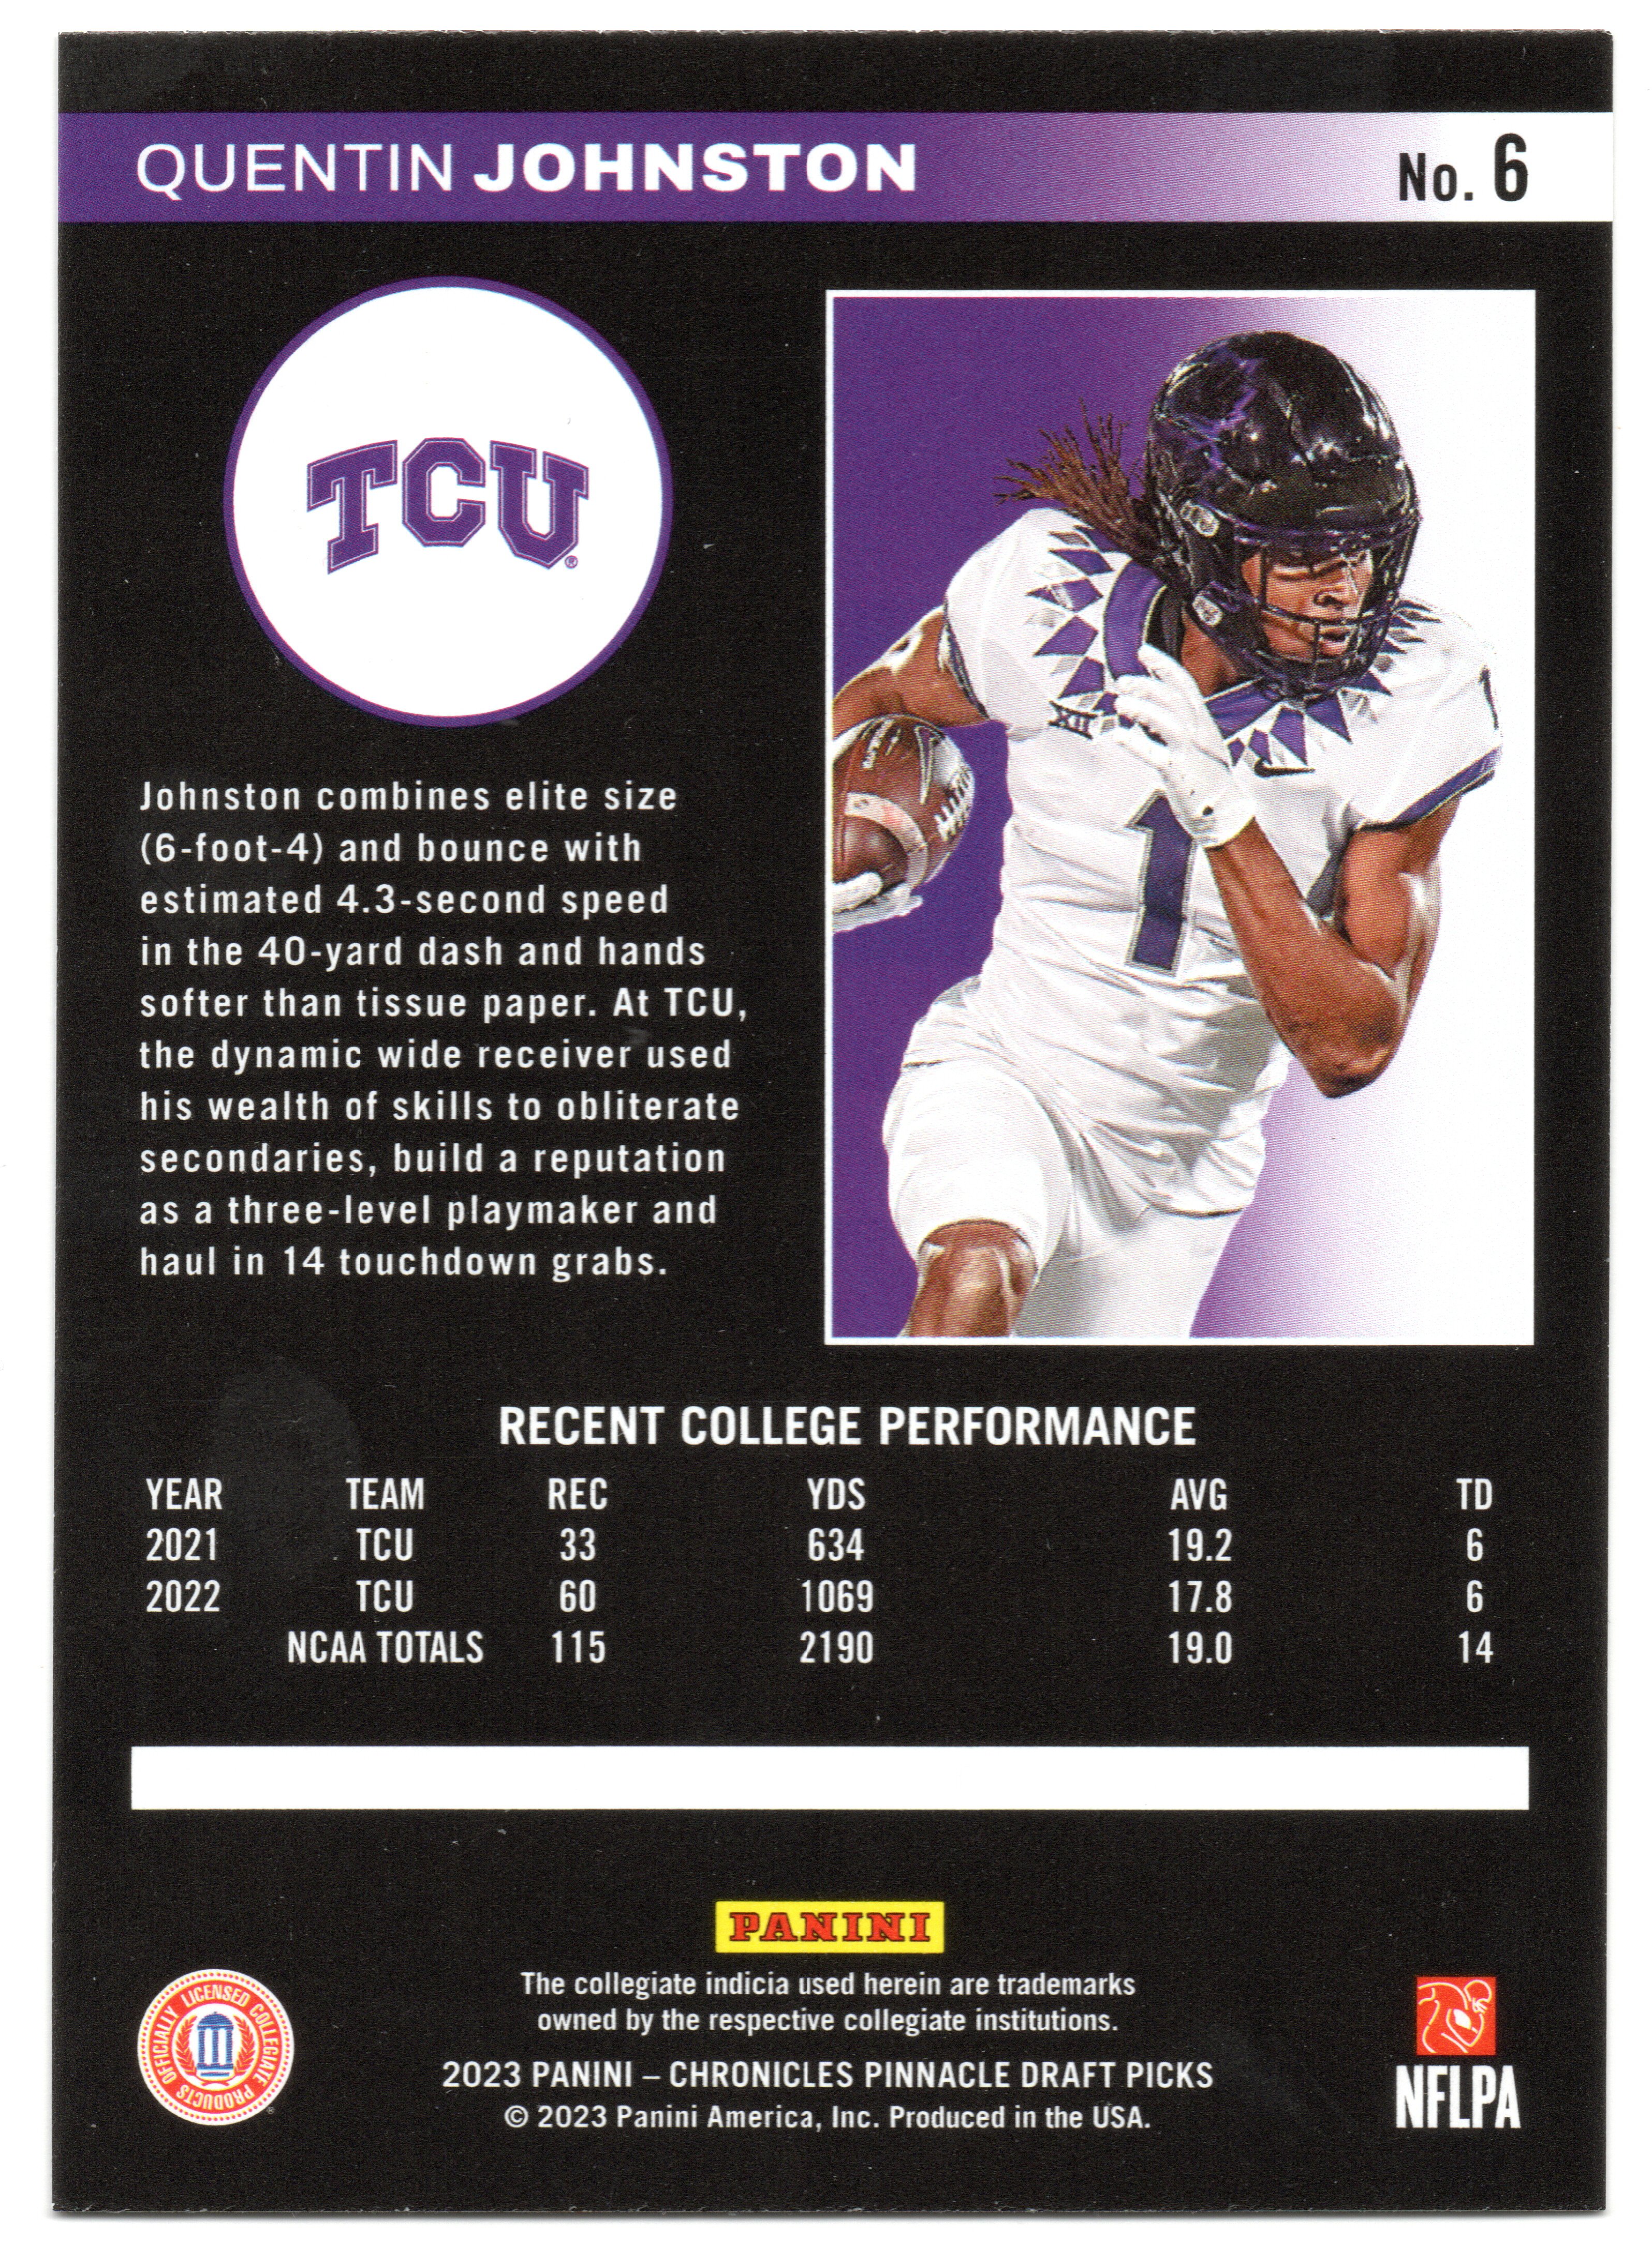 QUENTIN JOHNSTON
No. 6
TCU®
XII
1
1
Johnston combines elite size
(6-foot-4) and bounce with
estimated 4.3-second speed
in the 40-yard dash and hands
softer than tissue paper. At TCU,
the dynamic wide receiver used
his wealth of skills to obliterate
secondaries, build a reputation
as a three-level playmaker and
haul in 14 touchdown grabs.
RECENT COLLEGE PERFORMANCE
YEAR TEAM REC YDS AVG TD
2021 TCU 33 634 19.2 6
2022 TCU 60 1069 17.8 6
NCAA TOTALS 115 2190 19.0 14
PANINI
The collegiate indicia used herein are trademarks
owned by the respective collegiate institutions.
2023 PANINI – CHRONICLES PINNACLE DRAFT PICKS
© 2023 Panini America, Inc. Produced in the USA.
OFFICIALLY LICENSED COLLEGIATE PRODUCTS
NFLPA